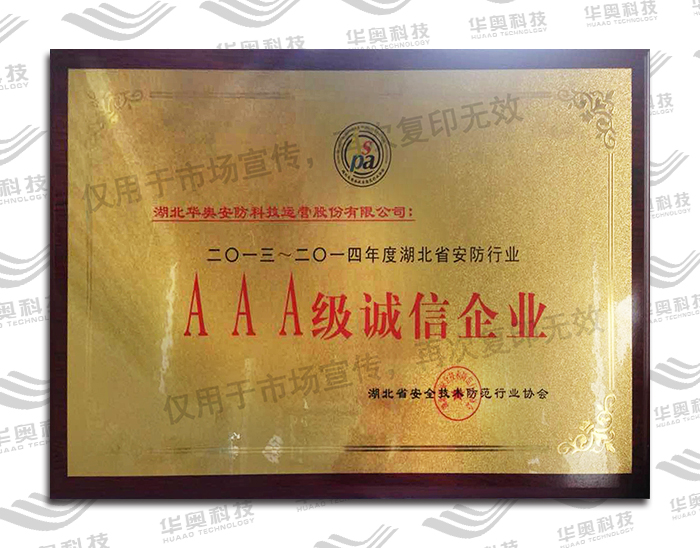 spa
湖北华奥安防科技运营股份有限公司：
二〇一三～二〇一四年度湖北省安防行业
AAA级诚信企业
湖北省安全技术防范行业协会
仅用于市场宣传，再次复印无效
仅用于市场宣传，再次复印无效
华奥科技
HUAAO TECHNOLOGY